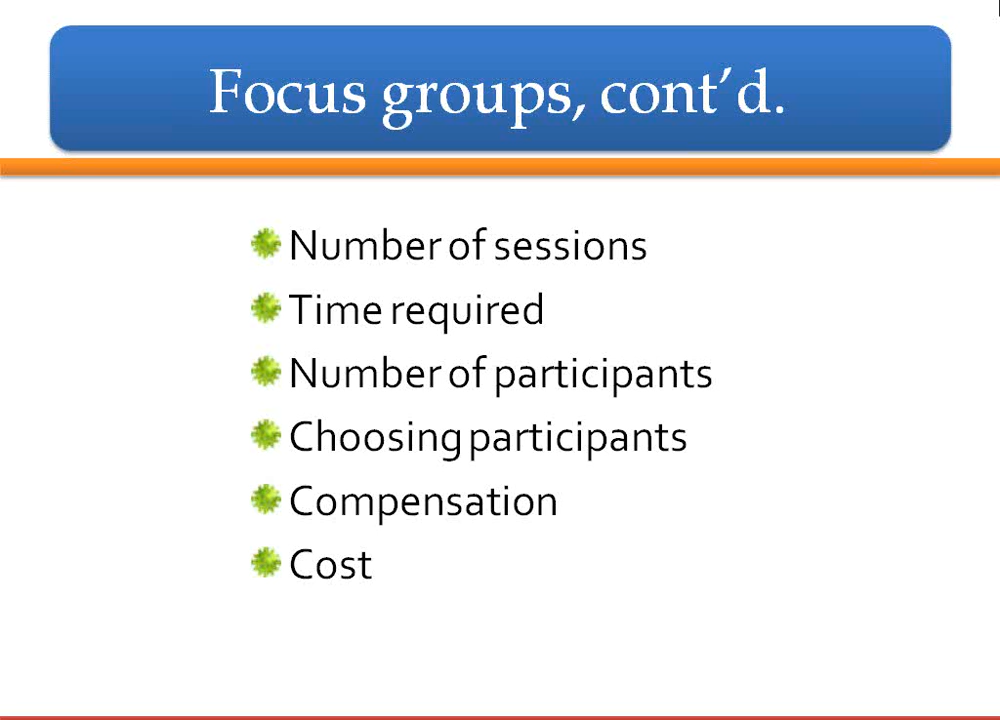 Focus groups, cont’d.
Number of sessions
Time required
Number of participants
Choosing participants
Compensation
Cost